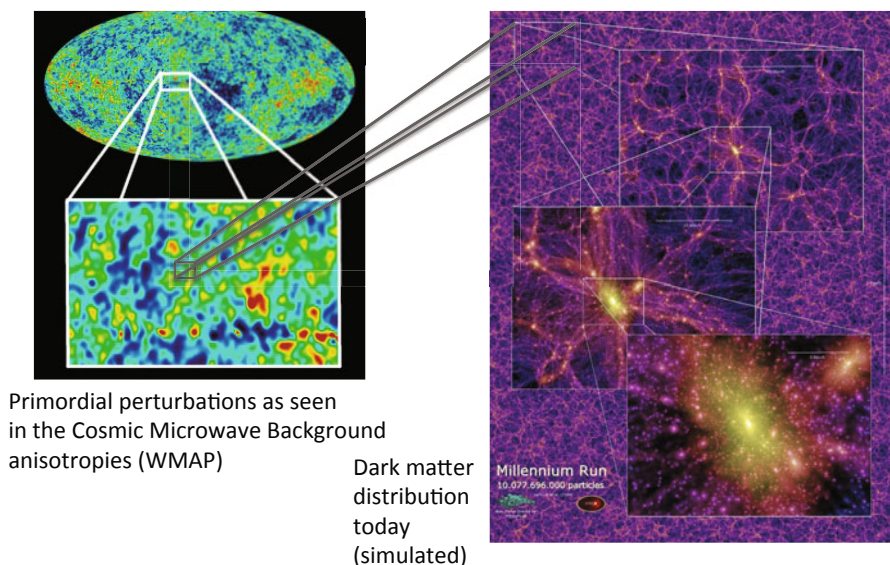 Primordial perturbations as seen
in the Cosmic Microwave Background
anisotropies (WMAP)
Dark matter
distribution
today
(simulated)
Millennium Run
10.077.696.000 particles